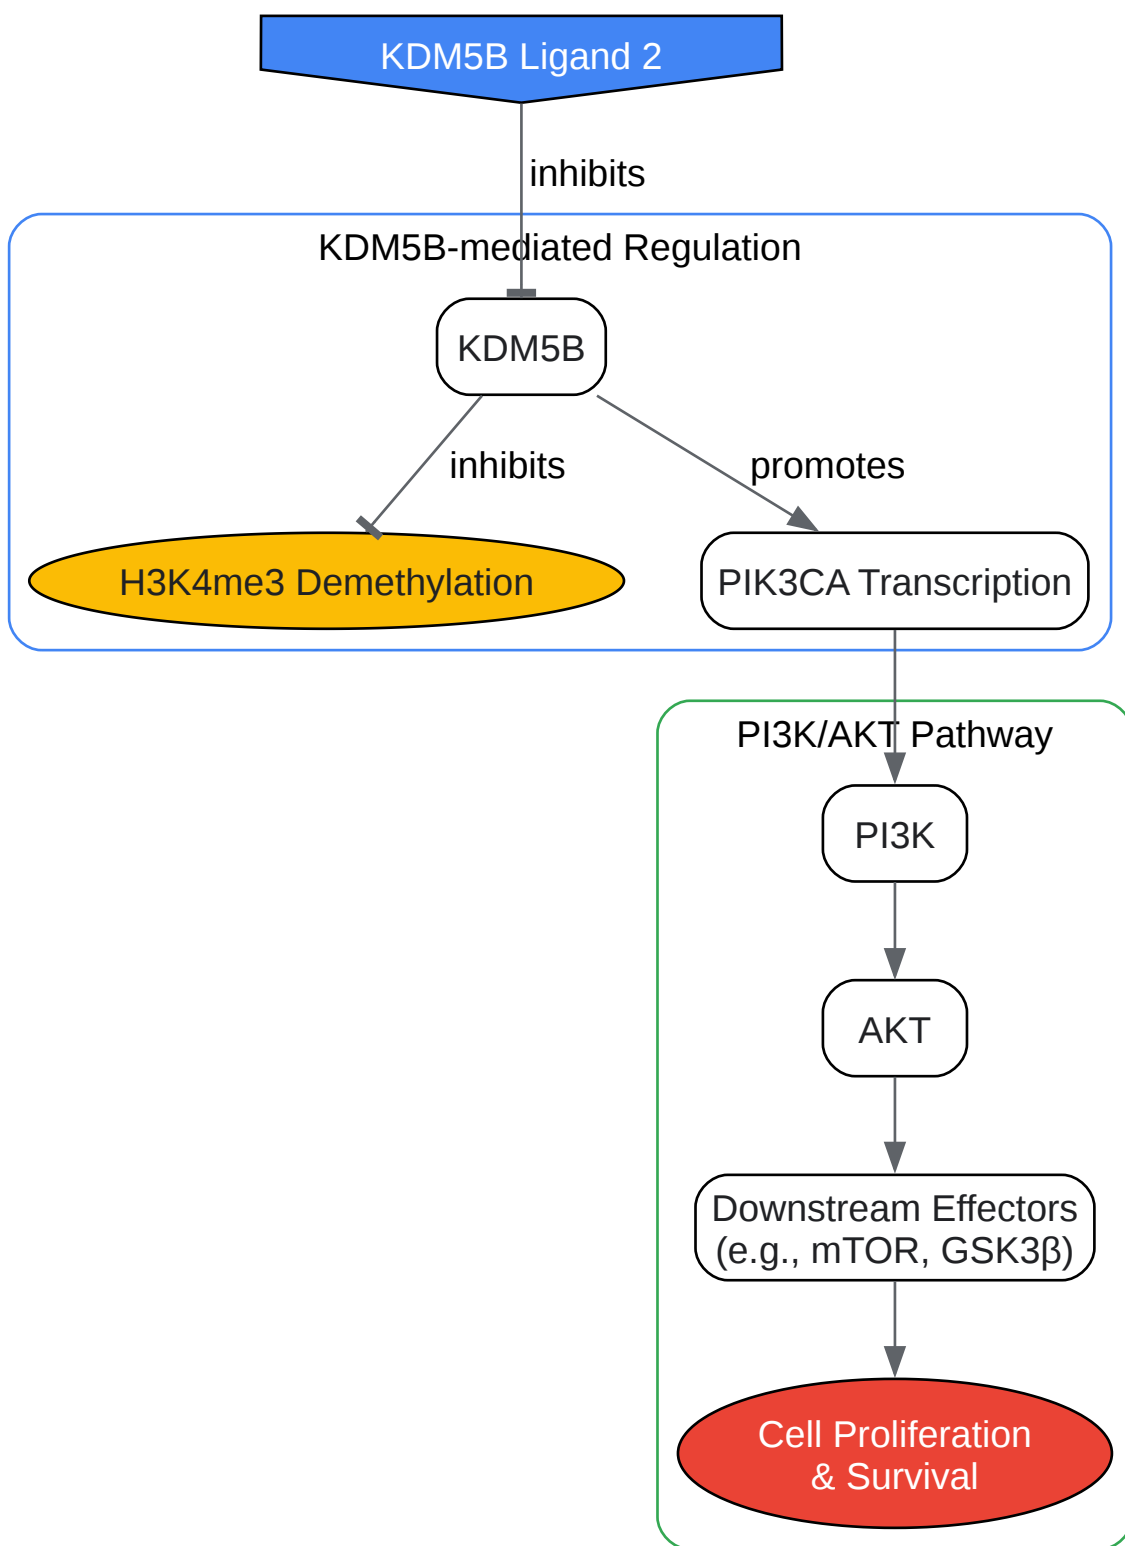 KDM5B Ligand 2
inhibits
KDM5B-mediated Regulation
KDM5B
inhibits
promotes
H3K4me3 Demethylation
PIK3CA Transcription
PI3K/AKT Pathway
PI3K
AKT
Downstream Effectors
(e.g., mTOR, GSK3β)
Cell Proliferation
& Survival